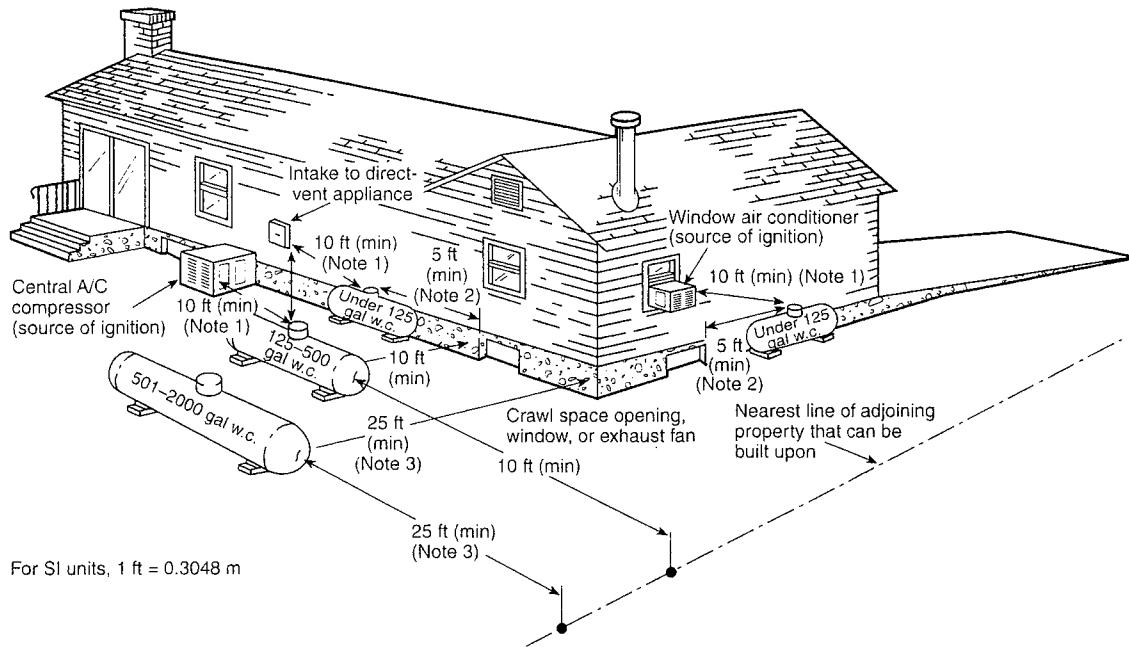 Intake to direct-
vent appliance
10 ft (min)
(Note 1)
5 ft
(min)
(Note 2)
Window air conditioner
(source of ignition)
10 ft (min) (Note 1)
Central A/C
compressor
(source of ignition)
10 ft (min)
(Note 1)
Under 125
gal w.c.
Under 125
gal w.c.
125–500
gal w.c.
10 ft
(min)
5 ft
(min)
(Note 2)
501–2000 gal w.c.
25 ft
(min)
(Note 3)
Crawl space opening,
window, or exhaust fan
Nearest line of adjoining
property that can be
built upon
10 ft (min)
25 ft (min)
(Note 3)
For SI units, 1 ft = 0.3048 m